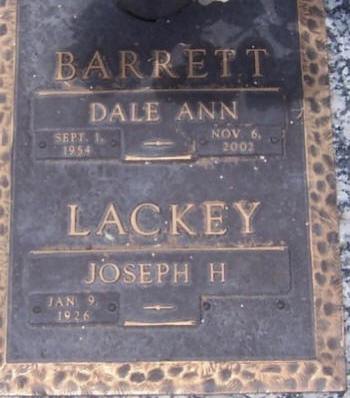 BARRETT
DALE ANN
SEPT. 1,
1954
NOV. 6,
2002
LACKEY
JOSEPH H
JAN 9,
1926